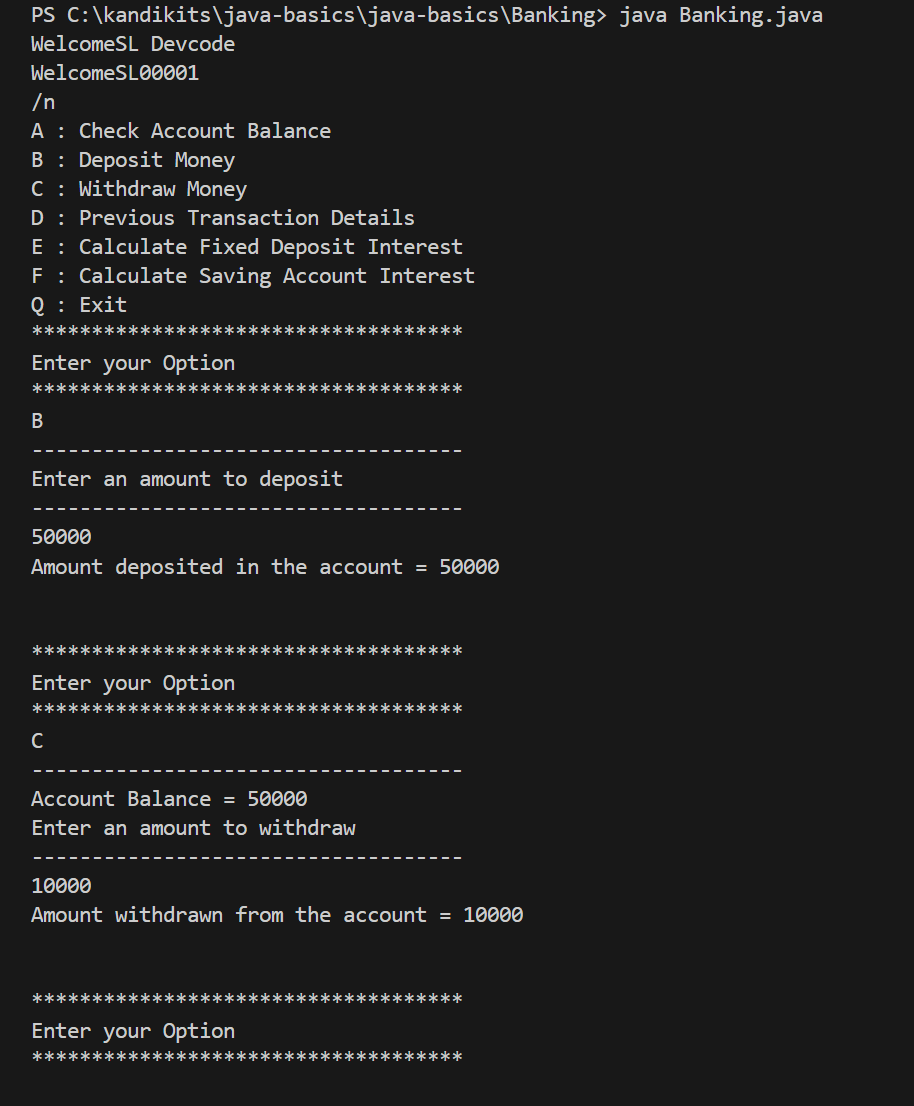 PS C:\kandikits\java-basics\java-basics\Banking> java Banking.java
WelcomeSL Devcode
WelcomeSL00001
/n
A : Check Account Balance
B : Deposit Money
C : Withdraw Money
D : Previous Transaction Details
E : Calculate Fixed Deposit Interest
F : Calculate Saving Account Interest
Q : Exit
************************************
Enter your Option
************************************
B
------------------------------------
Enter an amount to deposit
------------------------------------
50000
Amount deposited in the account = 50000
************************************
Enter your Option
************************************
C
------------------------------------
Account Balance = 50000
Enter an amount to withdraw
------------------------------------
10000
Amount withdrawn from the account = 10000
************************************
Enter your Option
************************************